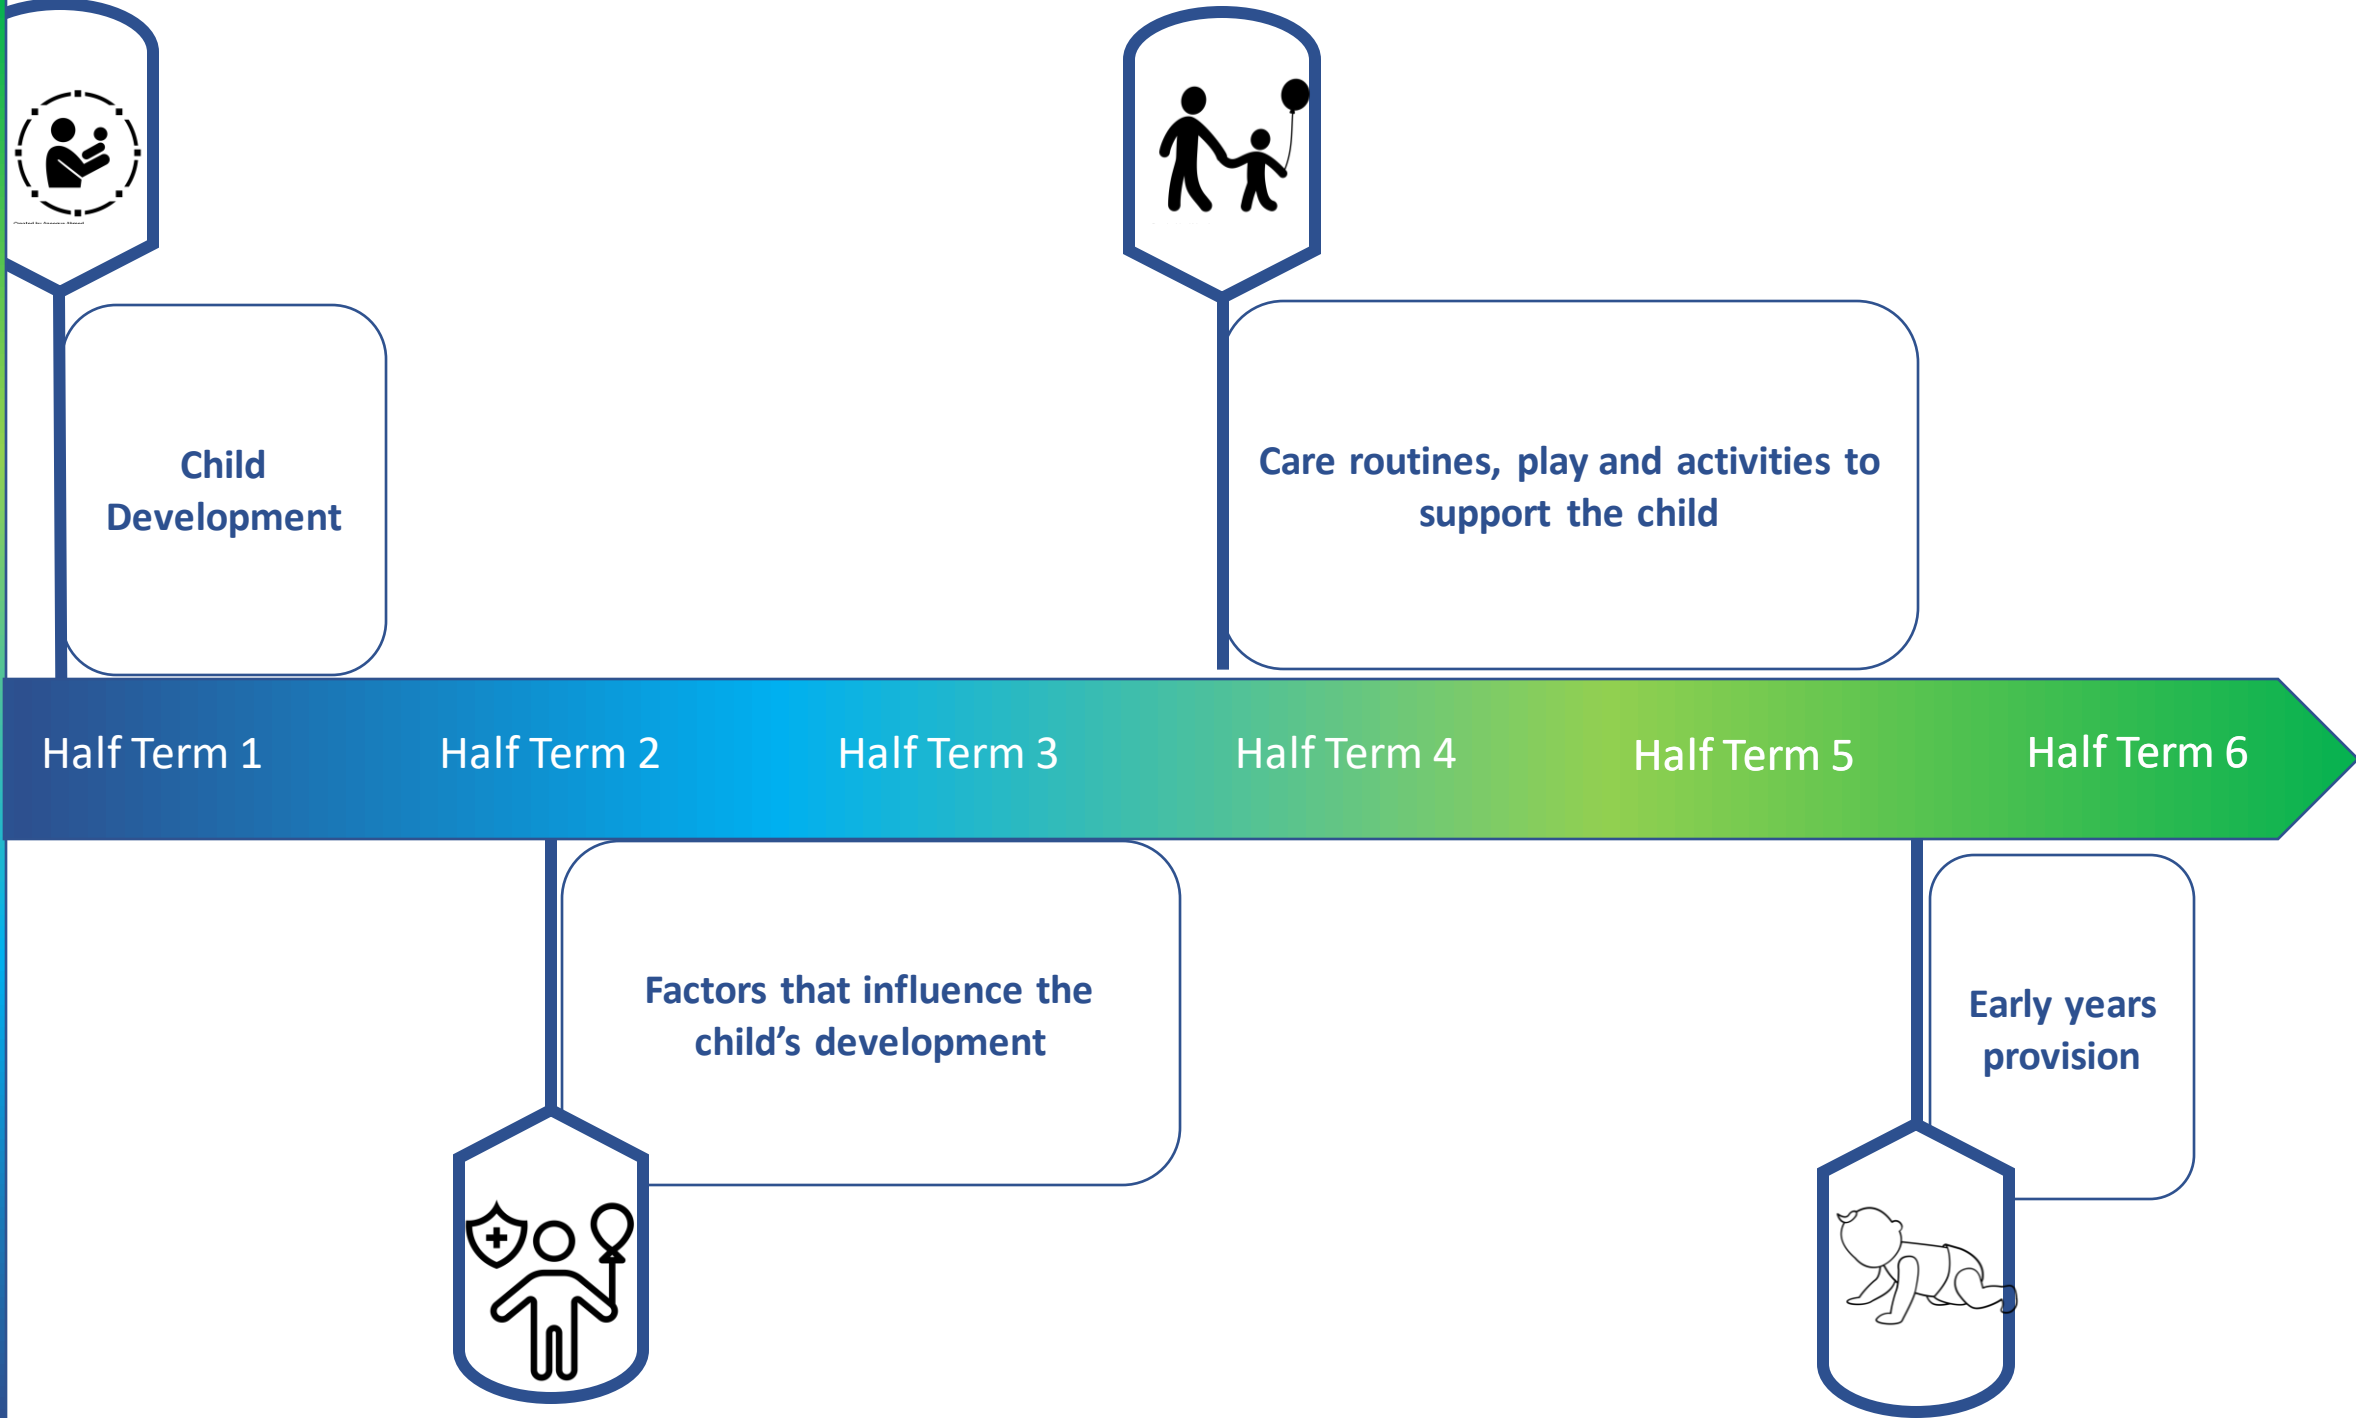 Child
Development
Care routines, play and activities to
support the child
Half Term 1
Half Term 2
Half Term 3
Half Term 4
Half Term 5
Half Term 6
Factors that influence the
child’s development
Early years
provision